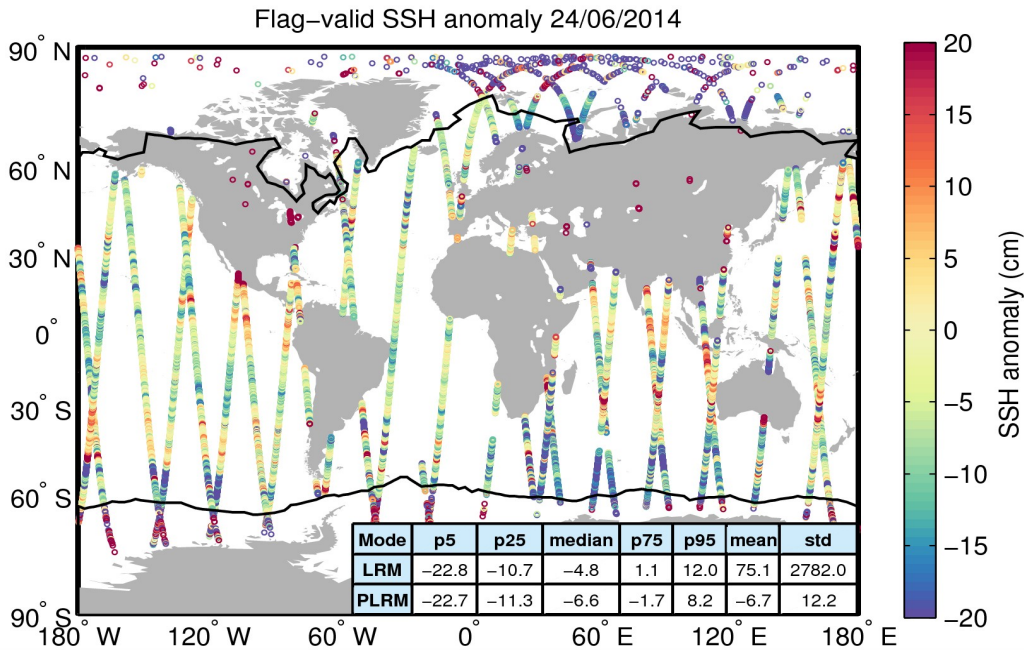 Flag−valid SSH anomaly 24/06/2014
90° N
60° N
30° N
0°
30° S
60° S
90° S
180° W
120° W
60° W
0°
60° E
120° E
180° E
Mode p5 p25 median p75 p95 mean std
LRM −22.8 −10.7 −4.8 1.1 12.0 75.1 2782.0
PLRM −22.7 −11.3 −6.6 −1.7 8.2 −6.7 12.2
20
15
10
5
0
−5
−10
−15
−20
SSH anomaly (cm)